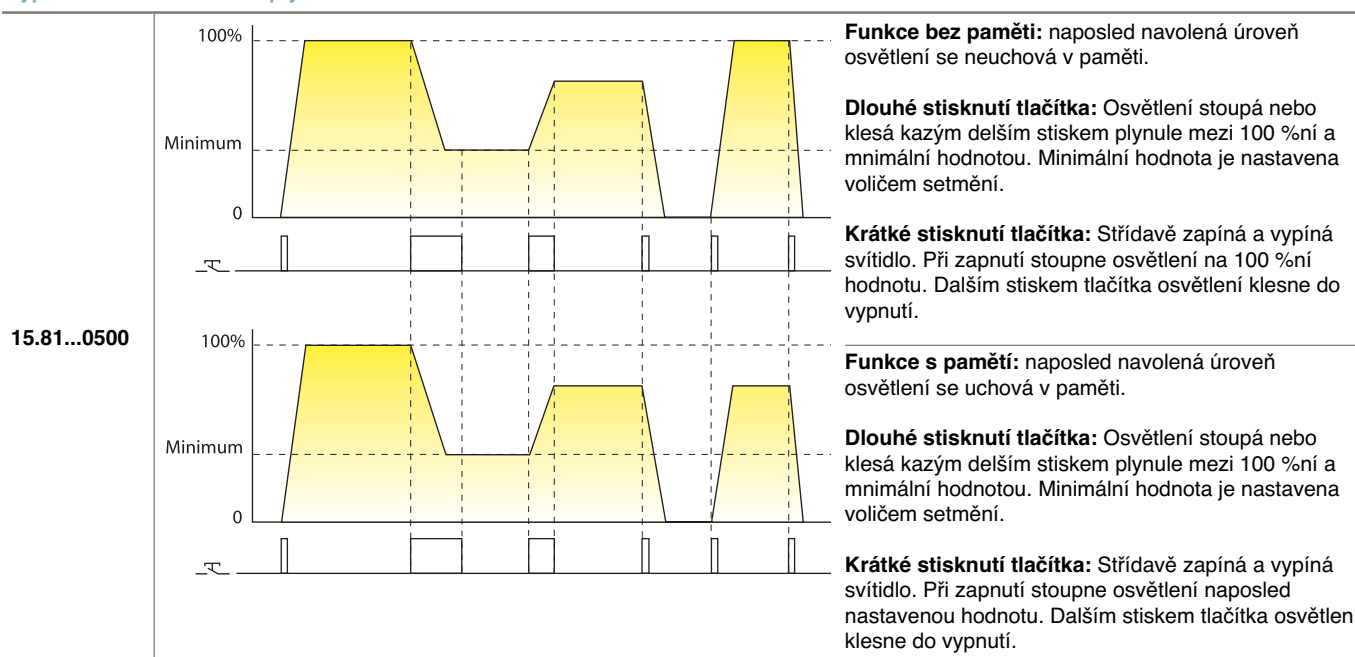 15.81...0500
100%
Minimum
0
100%
Minimum
0
Funkce bez paměti: naposled navolená úroveň
osvětlení se neuchová v paměti.
Dlouhé stisknutí tlačítka: Osvětlení stoupá nebo
klesá kazým delším stiskem plynule mezi 100 %ní a
mnimální hodnotou. Minimální hodnota je nastavena
voličem setmění.
Krátké stisknutí tlačítka: Střídavě zapíná a vypíná
svítidlo. Při zapnutí stoupne osvětlení na 100 %ní
hodnotu. Dalším stiskem tlačítka osvětlení klesne do
vypnutí.
Funkce s pamětí: naposled navolená úroveň
osvětlení se uchová v paměti.
Dlouhé stisknutí tlačítka: Osvětlení stoupá nebo
klesá kazým delším stiskem plynule mezi 100 %ní a
mnimální hodnotou. Minimální hodnota je nastavena
voličem setmění.
Krátké stisknutí tlačítka: Střídavě zapíná a vypíná
svítidlo. Při zapnutí stoupne osvětlení naposled
nastavenou hodnotu. Dalším stiskem tlačítka osvětlen
klesne do vypnutí.